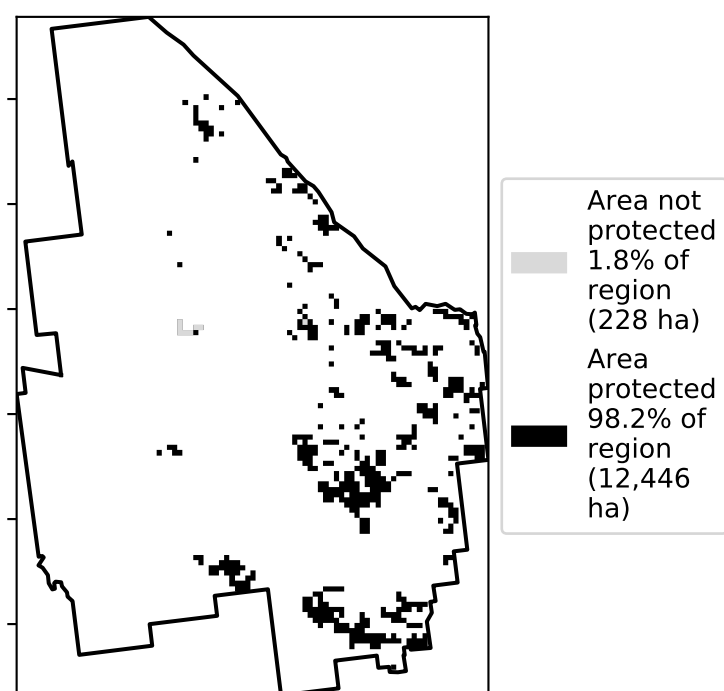 Area not
protected
1.8% of
region
(228 ha)
Area
protected
98.2% of
region
(12,446
ha)